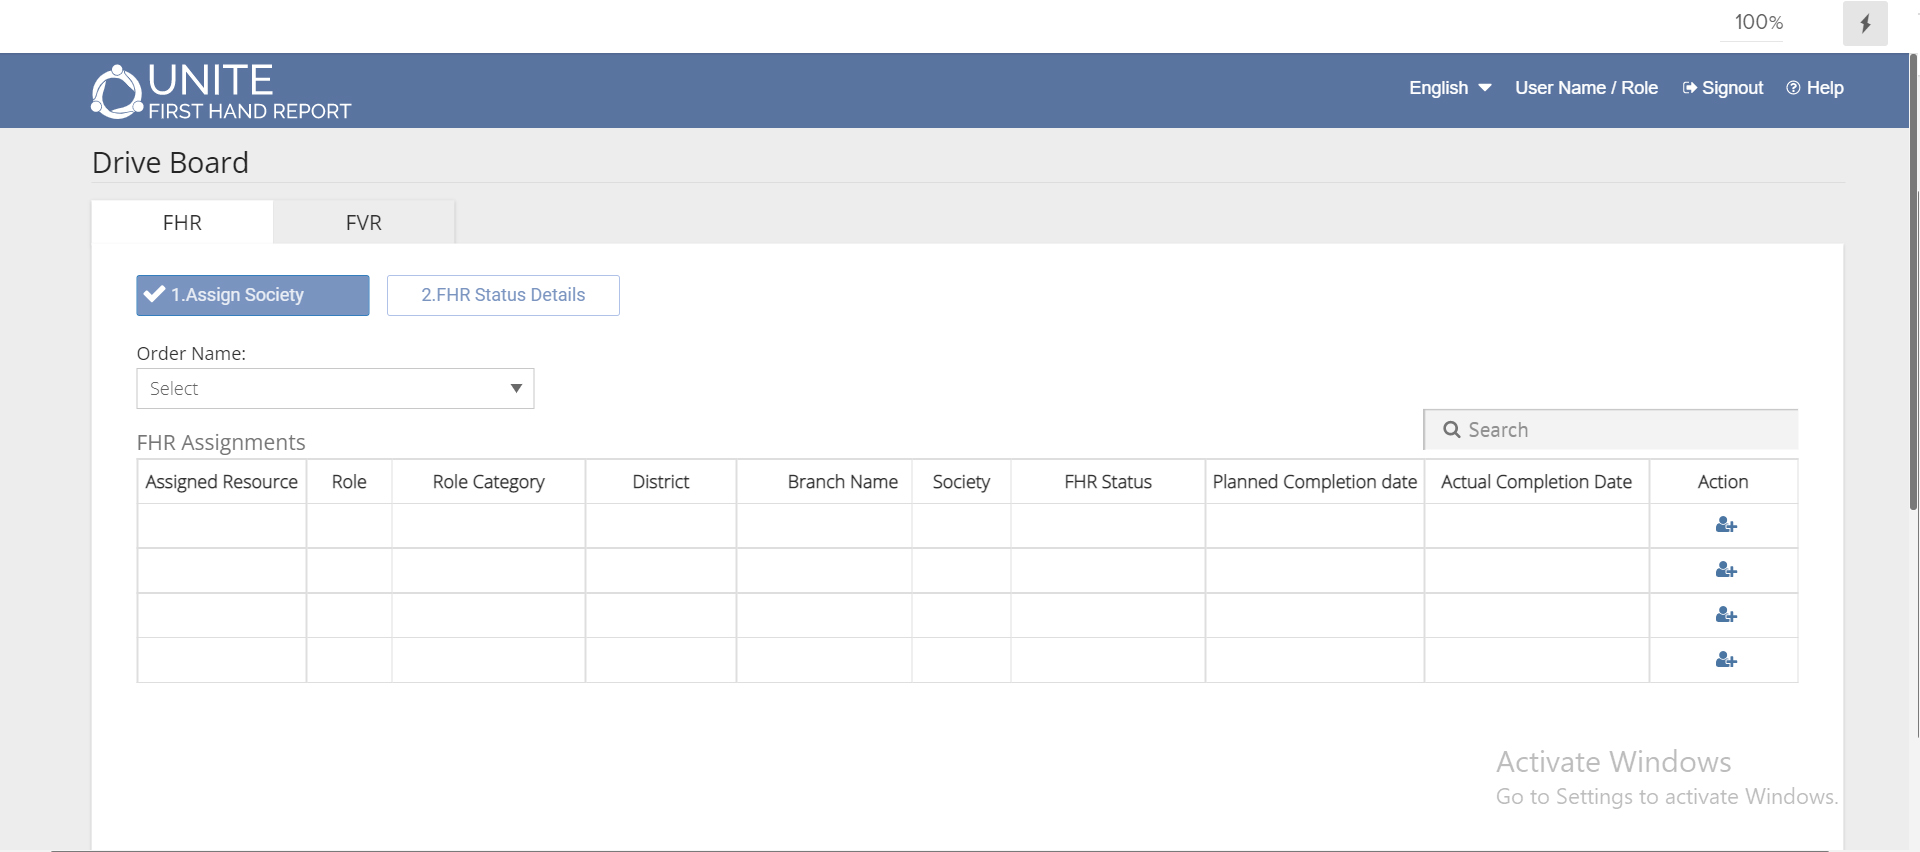 100%
UNITE
FIRST HAND REPORT
English User Name / Role Signout Help
Drive Board
FHR FVR
1.Assign Society 2.FHR Status Details
Order Name:
Select
Search
FHR Assignments
Assigned Resource Role Role Category District Branch Name Society FHR Status Planned Completion date Actual Completion Date Action
Activate Windows
Go to Settings to activate Windows.